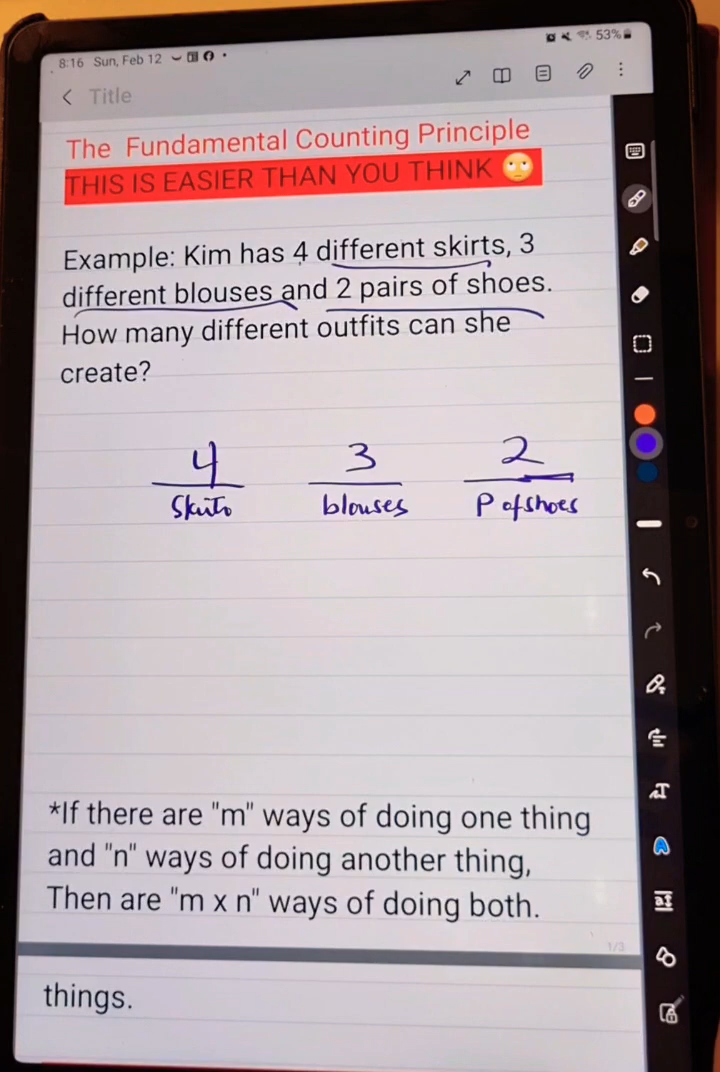 8:16 Sun, Feb 12
53%
Title
The Fundamental Counting Principle
THIS IS EASIER THAN YOU THINK 🙄
Example: Kim has 4 different skirts, 3
different blouses and 2 pairs of shoes.
How many different outfits can she
create?
4 3 2
Skirts blouses P of shoes
*If there are "m" ways of doing one thing
and "n" ways of doing another thing,
Then are "m x n" ways of doing both.
1/3
things.